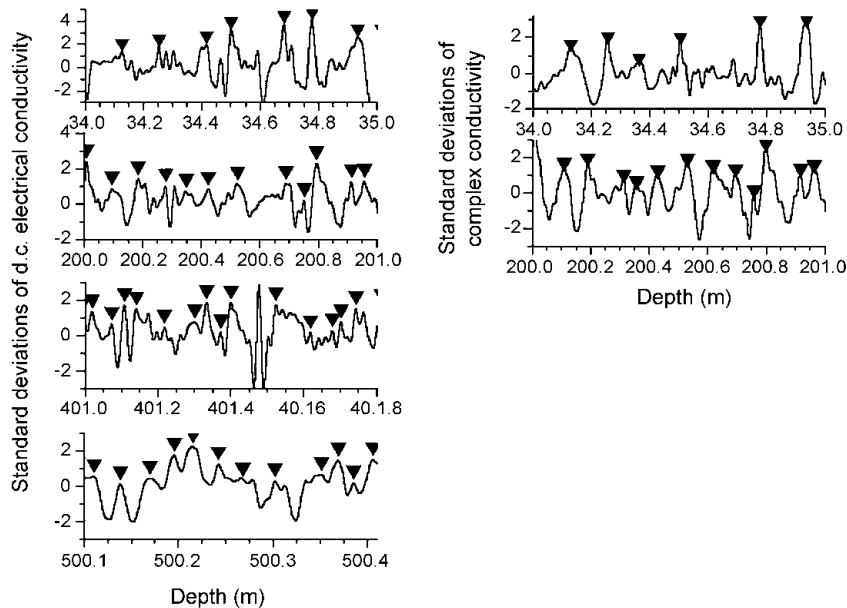 Standard deviations of d.c. electrical conductivity
4
2
0
-2
34.0 34.2 34.4 34.6 34.8 35.0
4
2
0
-2
200.0 200.2 200.4 200.6 200.8 201.0
2
0
-2
401.0 401.2 401.4 40.16 40.1.8
2
0
-2
500.1 500.2 500.3 500.4
Depth (m)
Standard deviations of
complex conductivity
2
0
-2
34.0 34.2 34.4 34.6 34.8 35.0
2
0
-2
200.0 200.2 200.4 200.6 200.8 201.0
Depth (m)